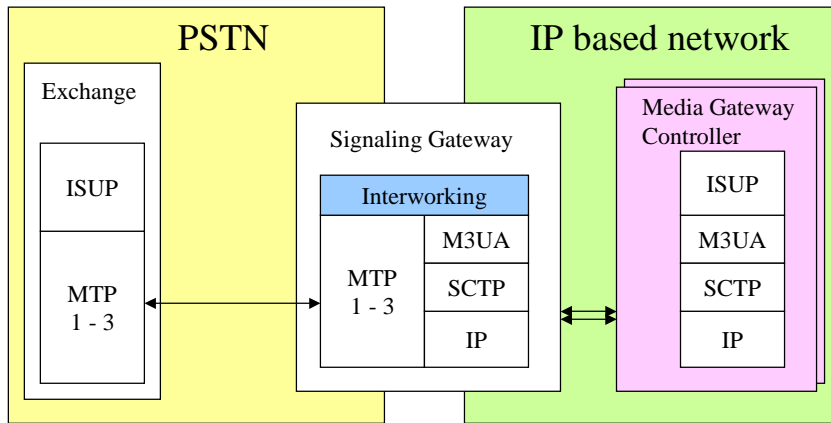 PSTN
IP based network
Exchange
ISUP
MTP
1 - 3
Signaling Gateway
Interworking
MTP
1 - 3
M3UA
SCTP
IP
Media Gateway
Controller
ISUP
M3UA
SCTP
IP